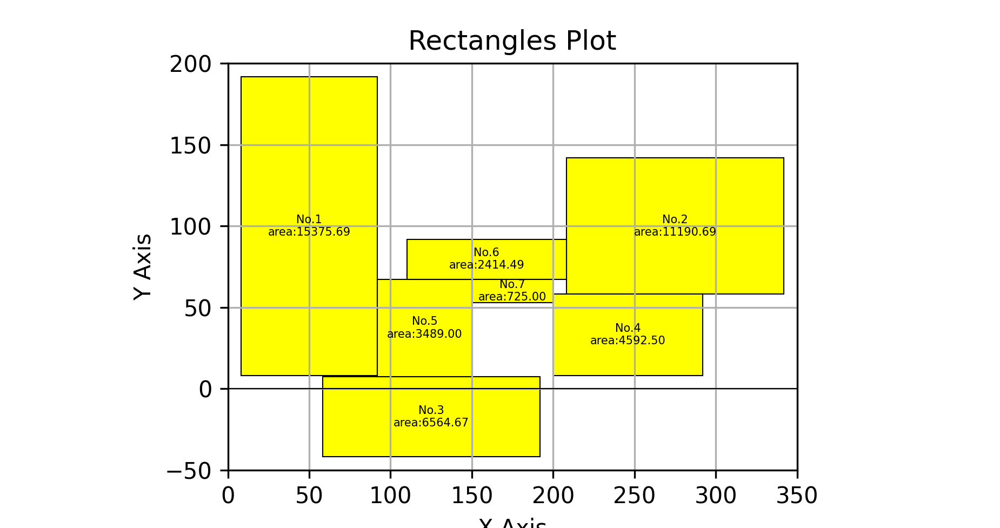 Rectangles Plot
200
150
100
50
0
−50
Y Axis
No.1
area:15375.69
No.2
area:11190.69
No.6
area:2414.49
No.7
area:725.00
No.5
area:3489.00
No.4
area:4592.50
No.3
area:6564.67
0 50 100 150 200 250 300 350
X Axis